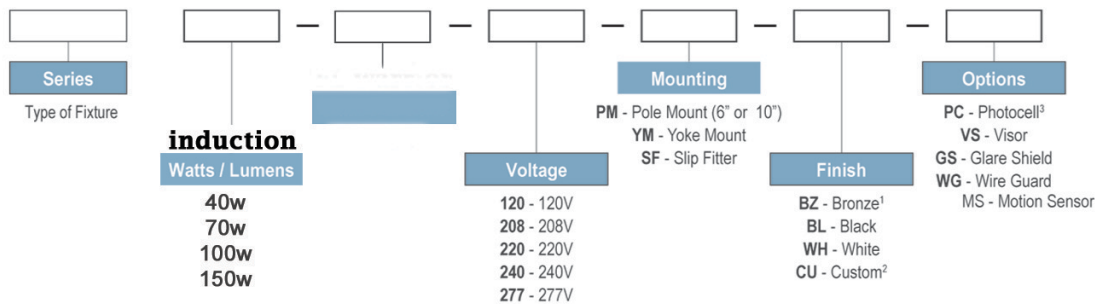 Series
Type of Fixture
induction
Watts / Lumens
40w
70w
100w
150w
Voltage
120 - 120V
208 - 208V
220 - 220V
240 - 240V
277 - 277V
Mounting
PM - Pole Mount (6” or 10”)
YM - Yoke Mount
SF - Slip Fitter
Finish
BZ - Bronze¹
BL - Black
WH - White
CU - Custom²
Options
PC - Photocell³
VS - Visor
GS - Glare Shield
WG - Wire Guard
MS - Motion Sensor